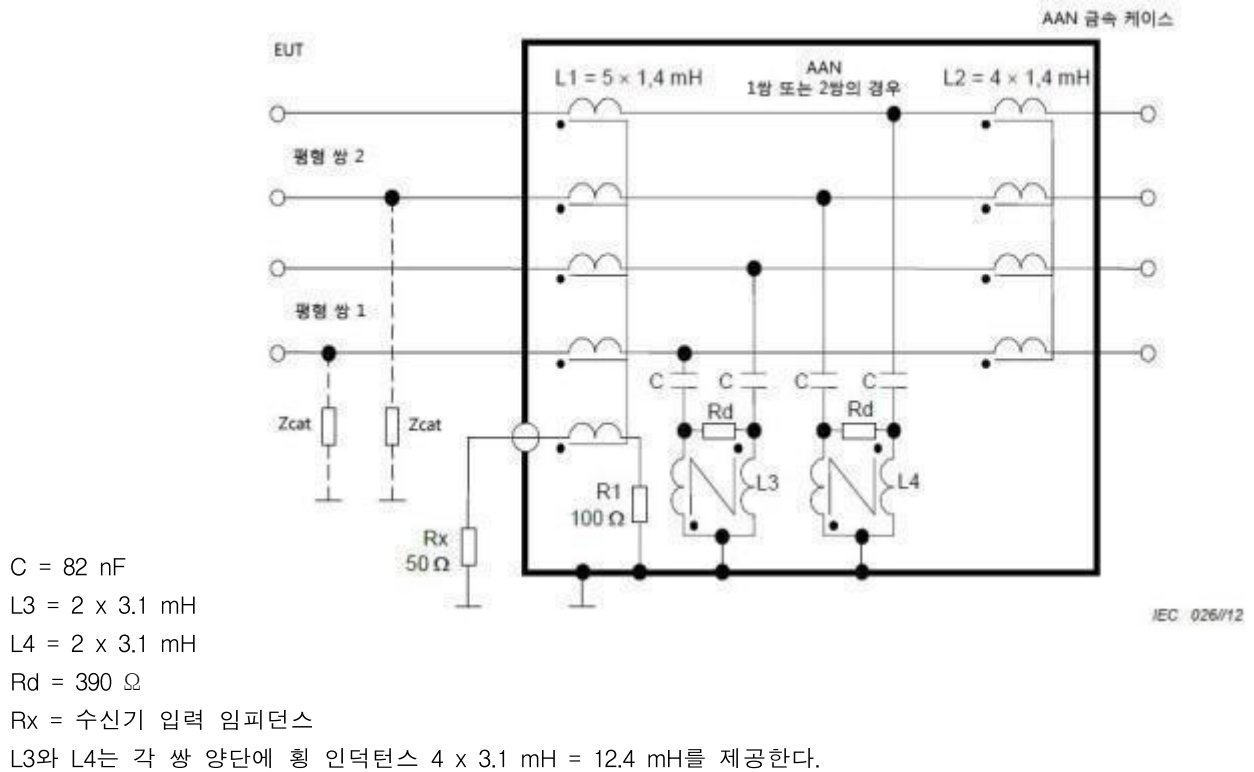 AAN 금속 케이스
EUT
L1 = 5 × 1,4 mH
AAN
1쌍 또는 2쌍의 경우
L2 = 4 × 1,4 mH
평형 쌍 2
평형 쌍 1
C
C
C
C
Rd
Rd
Zcat
Zcat
L3
L4
R1
100 Ω
Rx
50 Ω
C = 82 nF
L3 = 2 x 3.1 mH
L4 = 2 x 3.1 mH
Rd = 390 Ω
Rx = 수신기 입력 임피던스
L3와 L4는 각 쌍 양단에 횡 인덕턴스 4 x 3.1 mH = 12.4 mH를 제공한다.
IEC 026//12